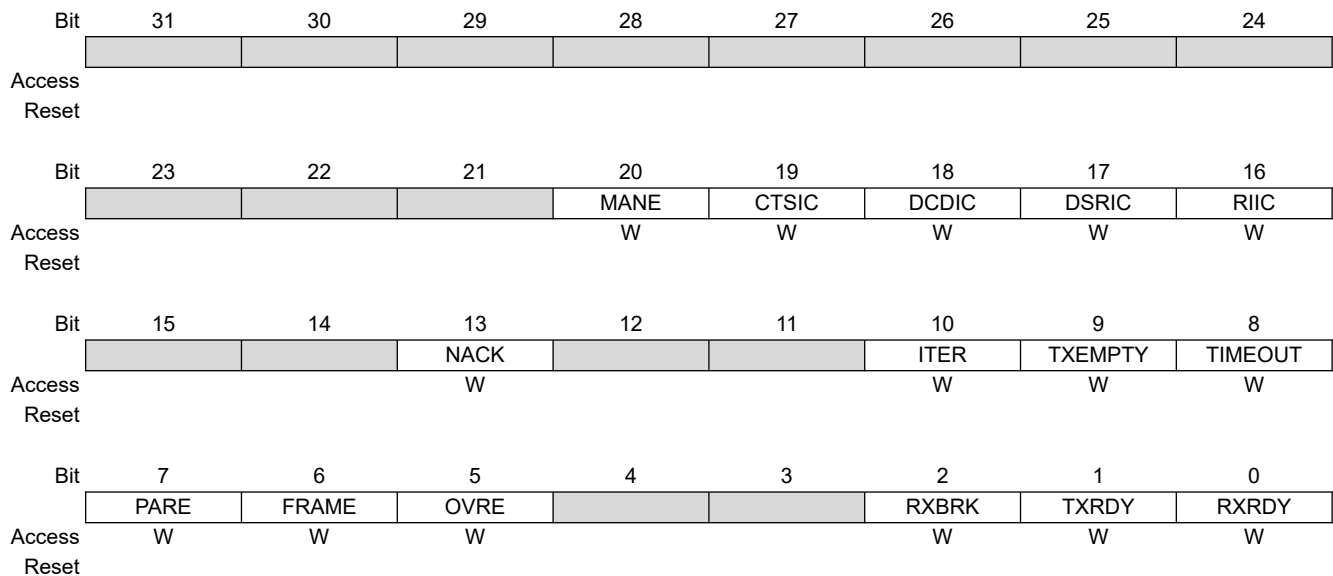 Bit 31 30 29 28 27 26 25 24
Access
Reset
Bit 23 22 21 20 19 18 17 16
MANE CTSIC DCDIC DSRIC RIIC
Access W W W W W
Reset
Bit 15 14 13 12 11 10 9 8
NACK ITER TXEMPTY TIMEOUT
Access W W W W
Reset
Bit 7 6 5 4 3 2 1 0
PARE FRAME OVRE RXBRK TXRDY RXRDY
Access W W W W W W
Reset